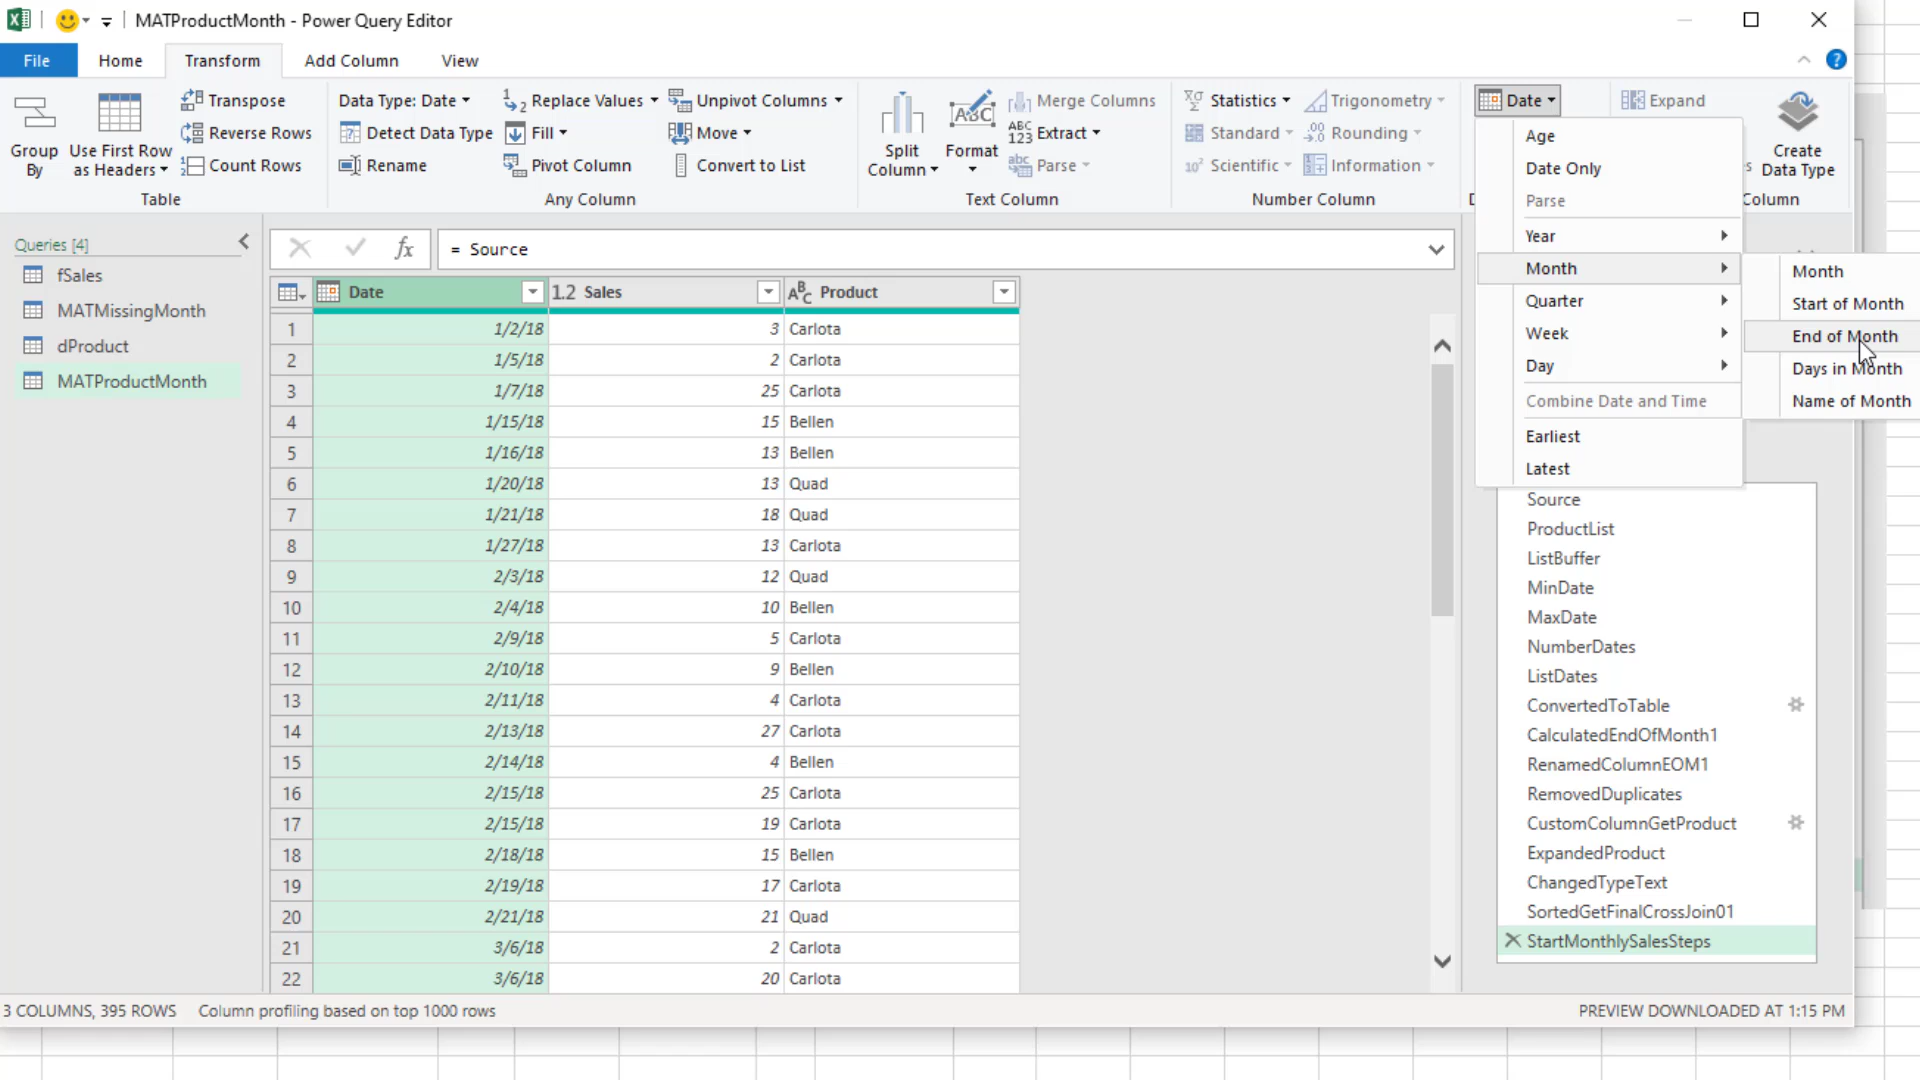 MATProductMonth - Power Query Editor
File
Home
Transform
Add Column
View
Group By
Use First Row as Headers
Transpose
Reverse Rows
Count Rows
Table
Data Type: Date
Detect Data Type
Rename
1 2 Replace Values
Fill
Pivot Column
Unpivot Columns
Move
Convert to List
Any Column
Split Column
ABC Format
Merge Columns
ABC 123 Extract
abc Parse
Text Column
Statistics
Standard
10² Scientific
Trigonometry
.00 Rounding
Information
Number Column
Date
Expand
Create Data Type
Column
Age
Date Only
Parse
Year
Month
Quarter
Week
Day
Combine Date and Time
Earliest
Latest
Month
Start of Month
End of Month
Days in Month
Name of Month
Queries [4]
fSales
MATMissingMonth
dProduct
MATProductMonth
fx = Source
Date 1.2 Sales ABC Product
1 1/2/18 3 Carlota
2 1/5/18 2 Carlota
3 1/7/18 25 Carlota
4 1/15/18 15 Bellen
5 1/16/18 13 Bellen
6 1/20/18 13 Quad
7 1/21/18 18 Quad
8 1/27/18 13 Carlota
9 2/3/18 12 Quad
10 2/4/18 10 Bellen
11 2/9/18 5 Carlota
12 2/10/18 9 Bellen
13 2/11/18 4 Carlota
14 2/13/18 27 Carlota
15 2/14/18 4 Bellen
16 2/15/18 25 Carlota
17 2/15/18 19 Carlota
18 2/18/18 15 Bellen
19 2/19/18 17 Carlota
20 2/21/18 21 Quad
21 3/6/18 2 Carlota
22 3/6/18 20 Carlota
Source
ProductList
ListBuffer
MinDate
MaxDate
NumberDates
ListDates
ConvertedToTable
CalculatedEndOfMonth1
RenamedColumnEOM1
RemovedDuplicates
CustomColumnGetProduct
ExpandedProduct
ChangedTypeText
SortedGetFinalCrossJoin01
StartMonthlySalesSteps
3 COLUMNS, 395 ROWS Column profiling based on top 1000 rows
PREVIEW DOWNLOADED AT 1:15 PM